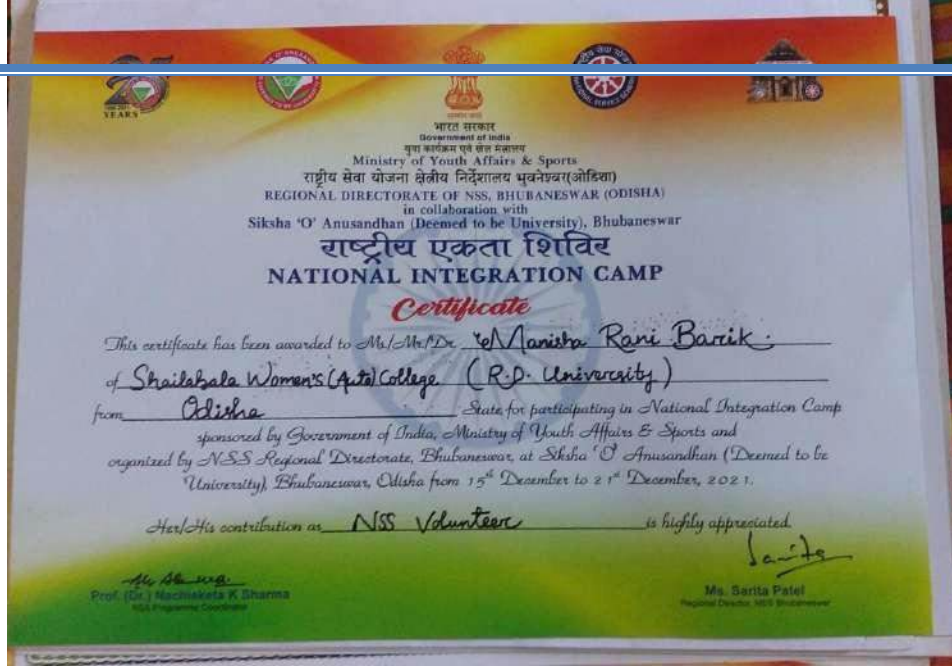 YEARS
भारत सरकार
Government of India
युवा कार्यक्रम एवं खेल मंत्रालय
Ministry of Youth Affairs & Sports
राष्ट्रीय सेवा योजना क्षेत्रीय निर्देशालय भुवनेश्वर(ओडिशा)
REGIONAL DIRECTORATE OF NSS, BHUBANESWAR (ODISHA)
in collaboration with
Siksha 'O' Anusandhan (Deemed to be University), Bhubaneswar
राष्ट्रीय एकता शिविर
NATIONAL INTEGRATION CAMP
Certificate
This certificate has been awarded to Ms/Mr/Dr. Manisha Rani Barik.
of Shailabala Women's (Auto) College (R.D. University)
from Odisha State for participating in National Integration Camp
sponsored by Government of India, Ministry of Youth Affairs & Sports and
organized by NSS Regional Directorate, Bhubaneswar, at Siksha 'O' Anusandhan (Deemed to be
University), Bhubaneswar, Odisha from 15th December to 21st December, 2021.
Her/His contribution as NSS Volunteer is highly appreciated.
Sarita
Prof. (Dr.) Nachiaketa K Sharma
NSS Programme Coordinator
Ms. Sarita Patel
Regional Director, NSS Bhubaneswar